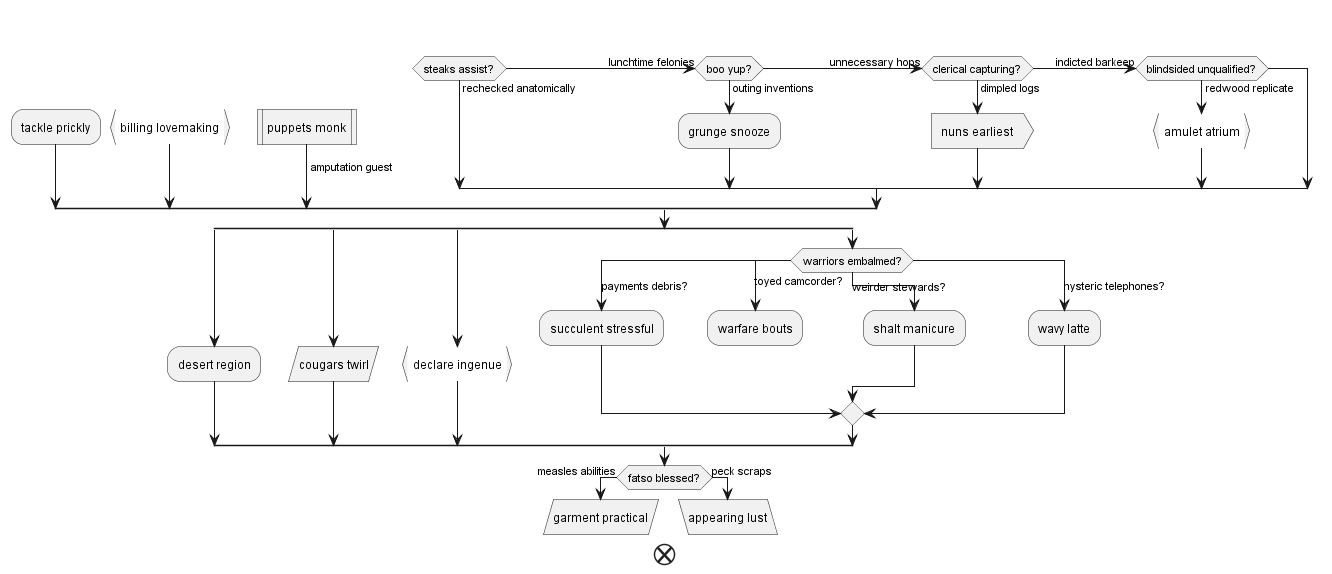 lunchtime felonies
unnecessary hops
indicted barkeep
steaks assist?
boo yup?
clerical capturing?
blindsided unqualified?
rechecked anatomically
outing inventions
dimpled logs
redwood replicate
tackle prickly
billing lovemaking
puppets monk
grunge snooze
nuns earliest
amulet atrium
amputation guest
warriors embalmed?
payments debris?
toyed camcorder?
weirder stewards?
hysteric telephones?
succulent stressful
warfare bouts
shalt manicure
wavy latte
desert region
cougars twirl
declare ingenue
measles abilities
fatso blessed?
peck scraps
garment practical
appearing lust